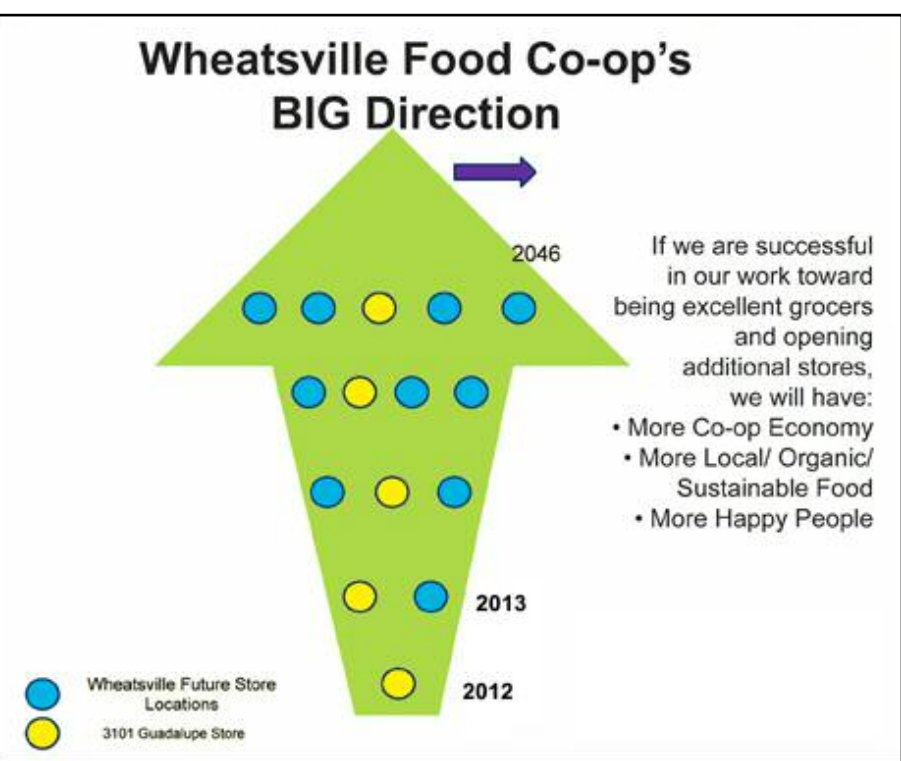 Wheatsville Food Co-op's
BIG Direction
2046
If we are successful
in our work toward
being excellent grocers
and opening
additional stores,
we will have:
• More Co-op Economy
• More Local/ Organic/
Sustainable Food
• More Happy People
2013
2012
Wheatsville Future Store
Locations
3101 Guadalupe Store